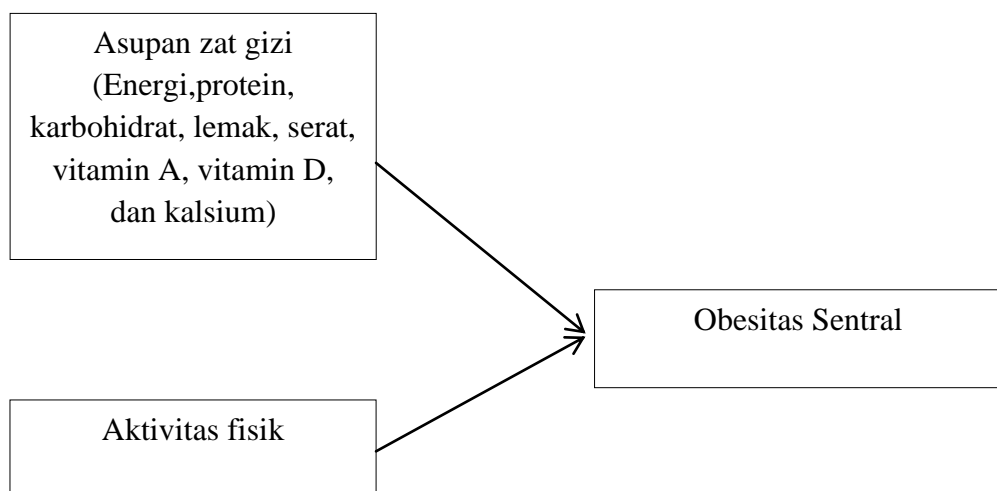 Asupan zat gizi
(Energi,protein,
karbohidrat, lemak, serat,
vitamin A, vitamin D,
dan kalsium)
Obesitas Sentral
Aktivitas fisik